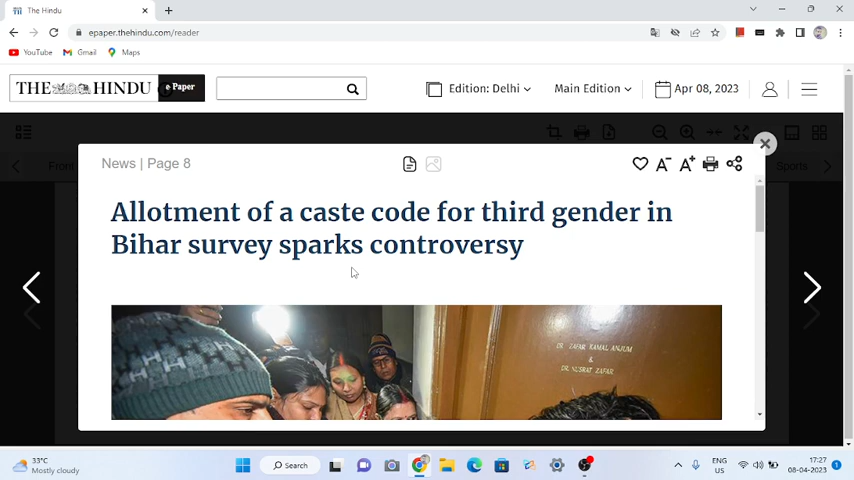 The Hindu
epaper.thehindu.com/reader
YouTube
Gmail
Maps
THE HINDU
e Paper
Edition: Delhi
Main Edition
Apr 08, 2023
Front
Sports
News | Page 8
A-
A+
Allotment of a caste code for third gender in
Bihar survey sparks controversy
DR. ZAFAR KAMAL ANJUM
&
DR. NUSRAT ZAFAR
33°C
Mostly cloudy
Search
ENG
US
17:27
08-04-2023
1